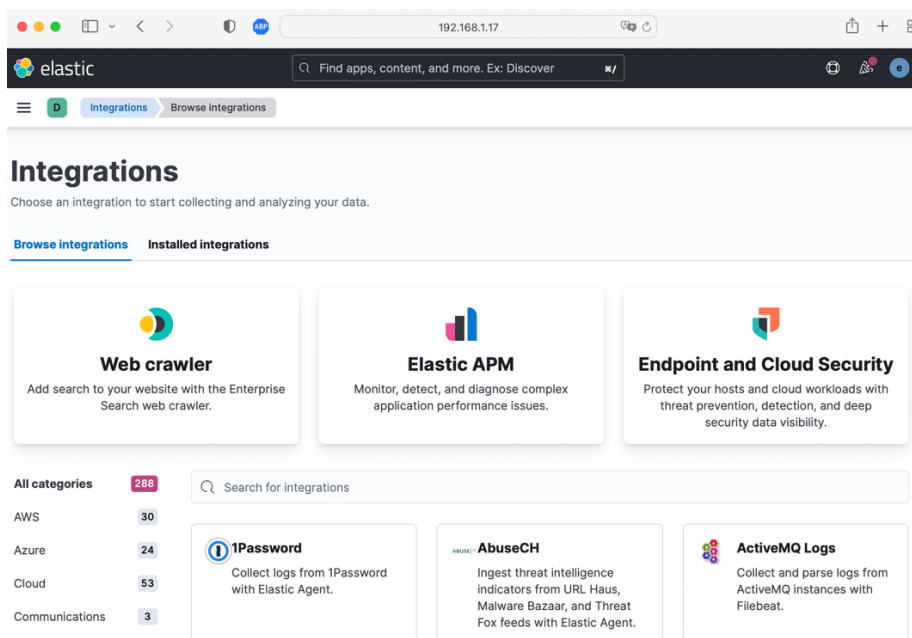 ABP
192.168.1.17
elastic
Find apps, content, and more. Ex: Discover
⌘/
e
D
Integrations
Browse integrations
Integrations
Choose an integration to start collecting and analyzing your data.
Browse integrations
Installed integrations
Web crawler
Add search to your website with the Enterprise
Search web crawler.
Elastic APM
Monitor, detect, and diagnose complex
application performance issues.
Endpoint and Cloud Security
Protect your hosts and cloud workloads with
threat prevention, detection, and deep
security data visibility.
All categories 288
AWS 30
Azure 24
Cloud 53
Communications 3
Search for integrations
1Password
Collect logs from 1Password
with Elastic Agent.
ABUSE
AbuseCH
Ingest threat intelligence
indicators from URL Haus,
Malware Bazaar, and Threat
Fox feeds with Elastic Agent.
ActiveMQ Logs
Collect and parse logs from
ActiveMQ instances with
Filebeat.